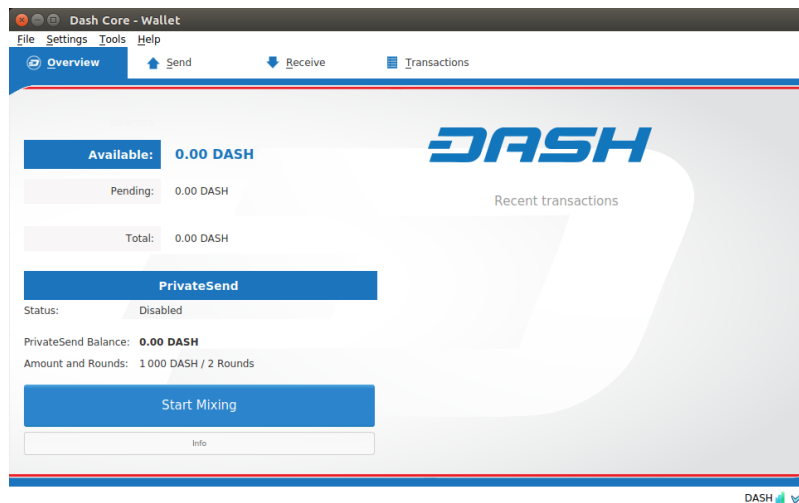 Dash Core - Wallet
File Settings Tools Help
Overview Send Receive Transactions
Available: 0.00 DASH
Pending: 0.00 DASH
Total: 0.00 DASH
PrivateSend
Status: Disabled
PrivateSend Balance: 0.00 DASH
Amount and Rounds: 1 000 DASH / 2 Rounds
Start Mixing
Info
DASH
Recent transactions
DASH